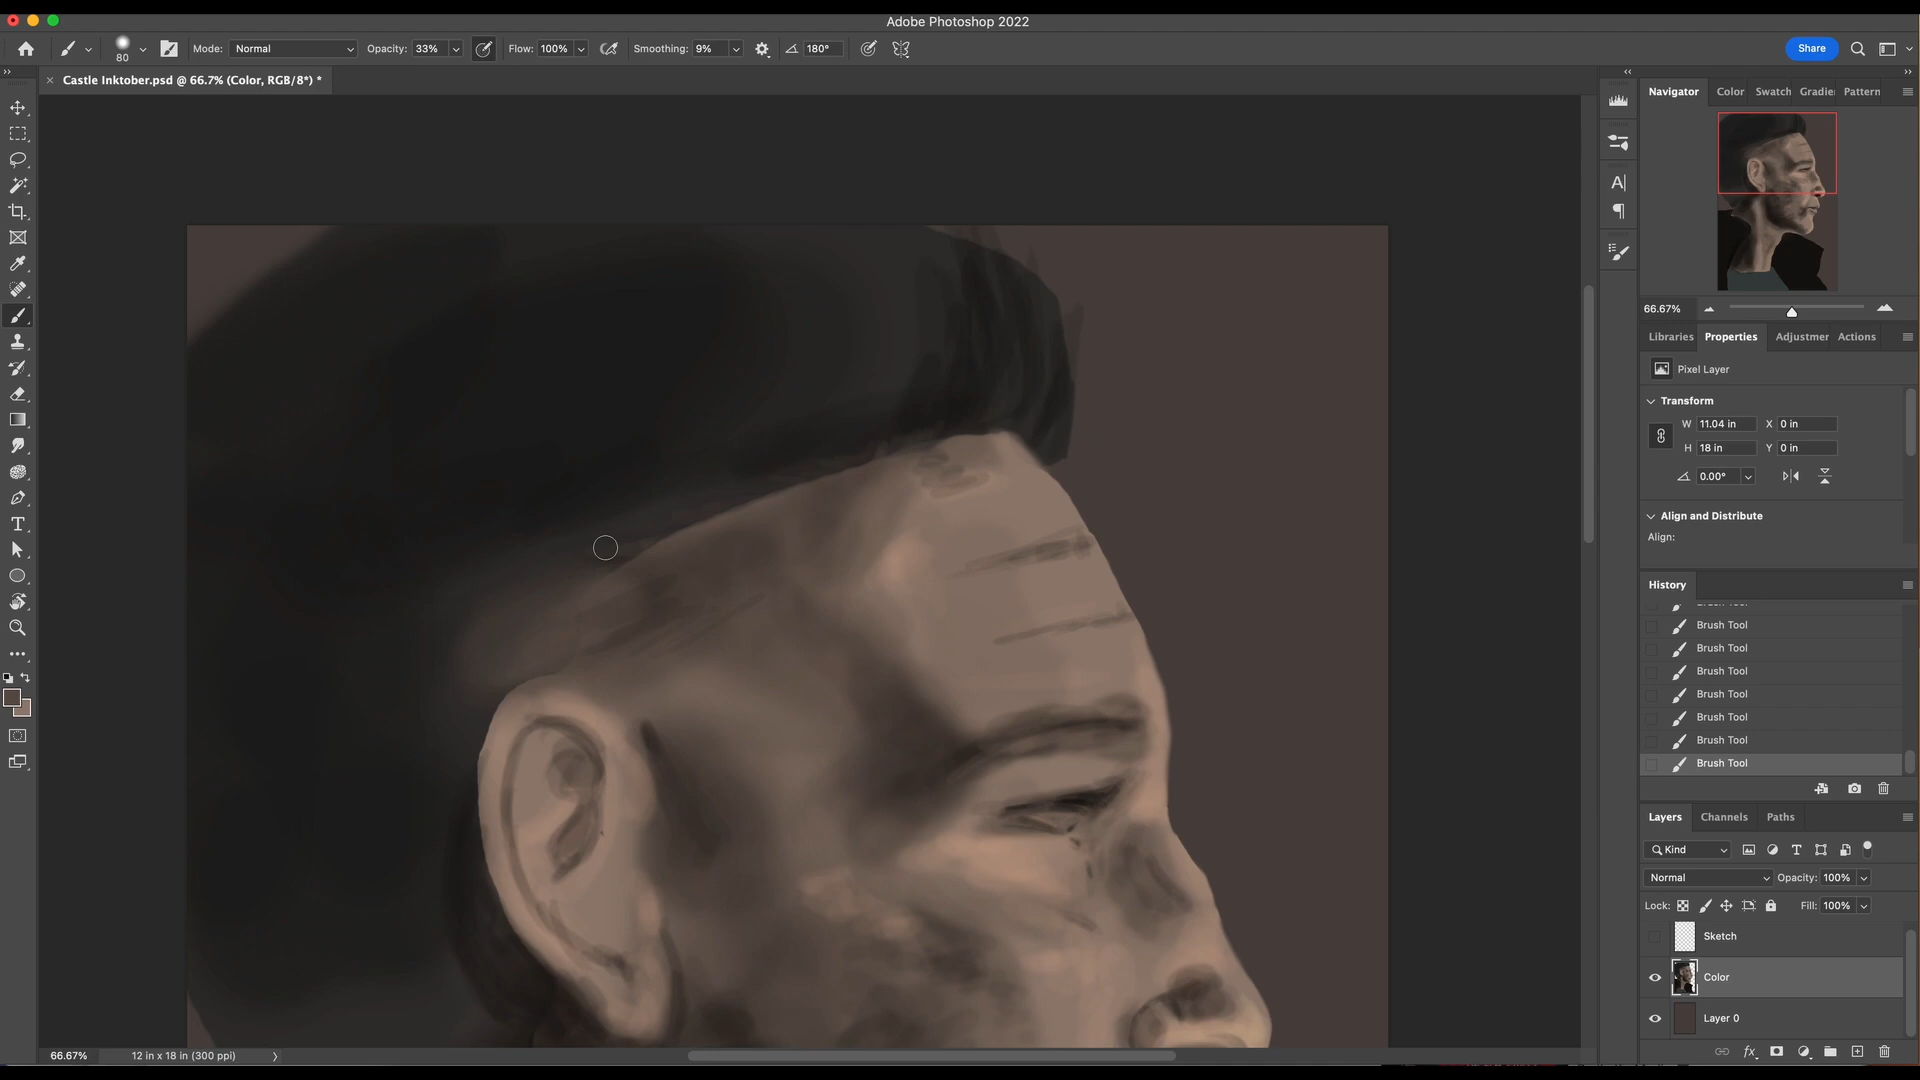 Adobe Photoshop 2022
80
Mode: Normal
Opacity: 33%
Flow: 100%
Smoothing: 9%
180°
Share
Castle Inktober.psd @ 66.7% (Color, RGB/8*) *
Navigator Color Swatch Gradie Pattern
66.67%
Libraries Properties Adjustmer Actions
Pixel Layer
Transform
W 11.04 in X 0 in
H 18 in Y 0 in
0.00°
Align and Distribute
Align:
History
Brush Tool
Brush Tool
Brush Tool
Brush Tool
Brush Tool
Brush Tool
Brush Tool
Brush Tool
Layers Channels Paths
Kind
Normal Opacity: 100%
Lock: Fill: 100%
Sketch
Color
Layer 0
fx
66.67% 12 in x 18 in (300 ppi)